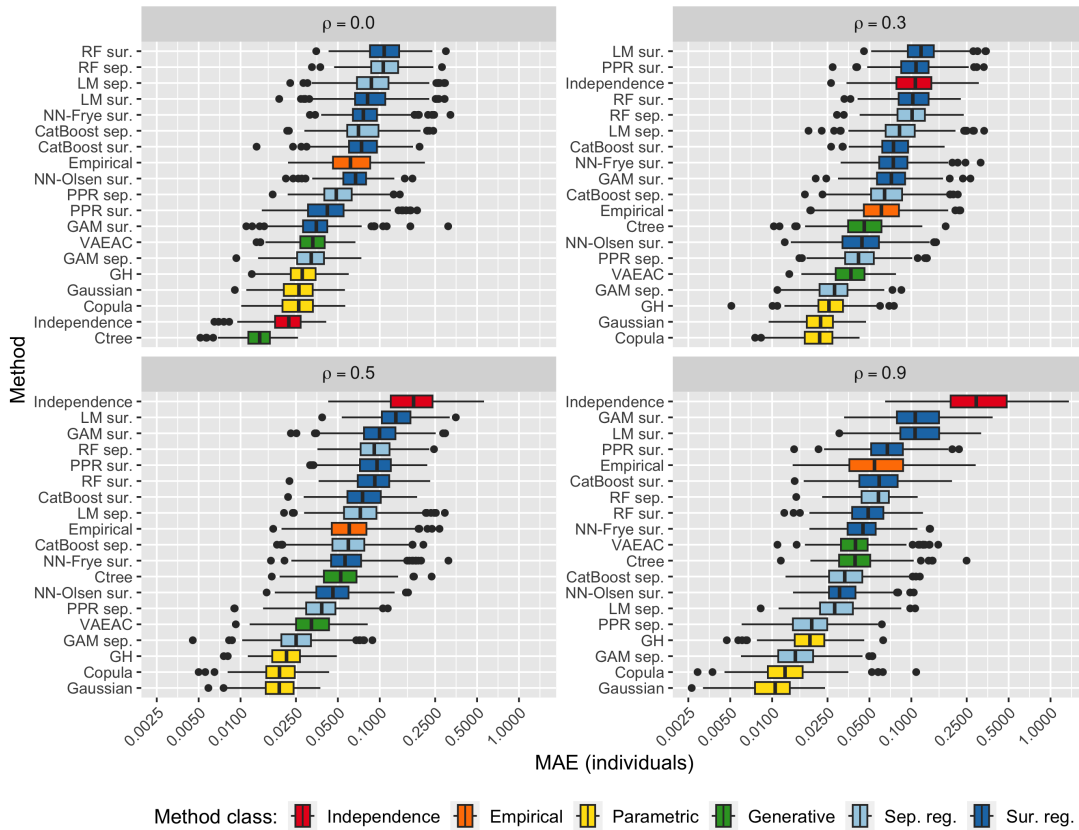 ρ = 0.0
RF sur.
RF sep.
LM sep.
LM sur.
NN-Frye sur.
CatBoost sep.
CatBoost sur.
Empirical
NN-Olsen sur.
PPR sep.
PPR sur.
GAM sur.
VAEAC
GAM sep.
GH
Gaussian
Copula
Independence
Ctree
ρ = 0.3
LM sur.
PPR sur.
Independence
RF sur.
RF sep.
LM sep.
CatBoost sur.
NN-Frye sur.
GAM sur.
CatBoost sep.
Empirical
Ctree
NN-Olsen sur.
PPR sep.
VAEAC
GAM sep.
GH
Gaussian
Copula
Method
ρ = 0.5
Independence
LM sur.
GAM sur.
RF sep.
PPR sur.
RF sur.
CatBoost sur.
LM sep.
Empirical
CatBoost sep.
NN-Frye sur.
Ctree
NN-Olsen sur.
PPR sep.
VAEAC
GAM sep.
GH
Copula
Gaussian
0.0025 0.0050 0.0100 0.0250 0.0500 0.1000 0.2500 0.5000 1.0000
ρ = 0.9
Independence
GAM sur.
LM sur.
PPR sur.
Empirical
CatBoost sur.
RF sep.
RF sur.
NN-Frye sur.
VAEAC
Ctree
CatBoost sep.
NN-Olsen sur.
LM sep.
PPR sep.
GH
GAM sep.
Copula
Gaussian
0.0025 0.0050 0.0100 0.0250 0.0500 0.1000 0.2500 0.5000 1.0000
MAE (individuals)
Method class: Independence Empirical Parametric Generative Sep. reg. Sur. reg.